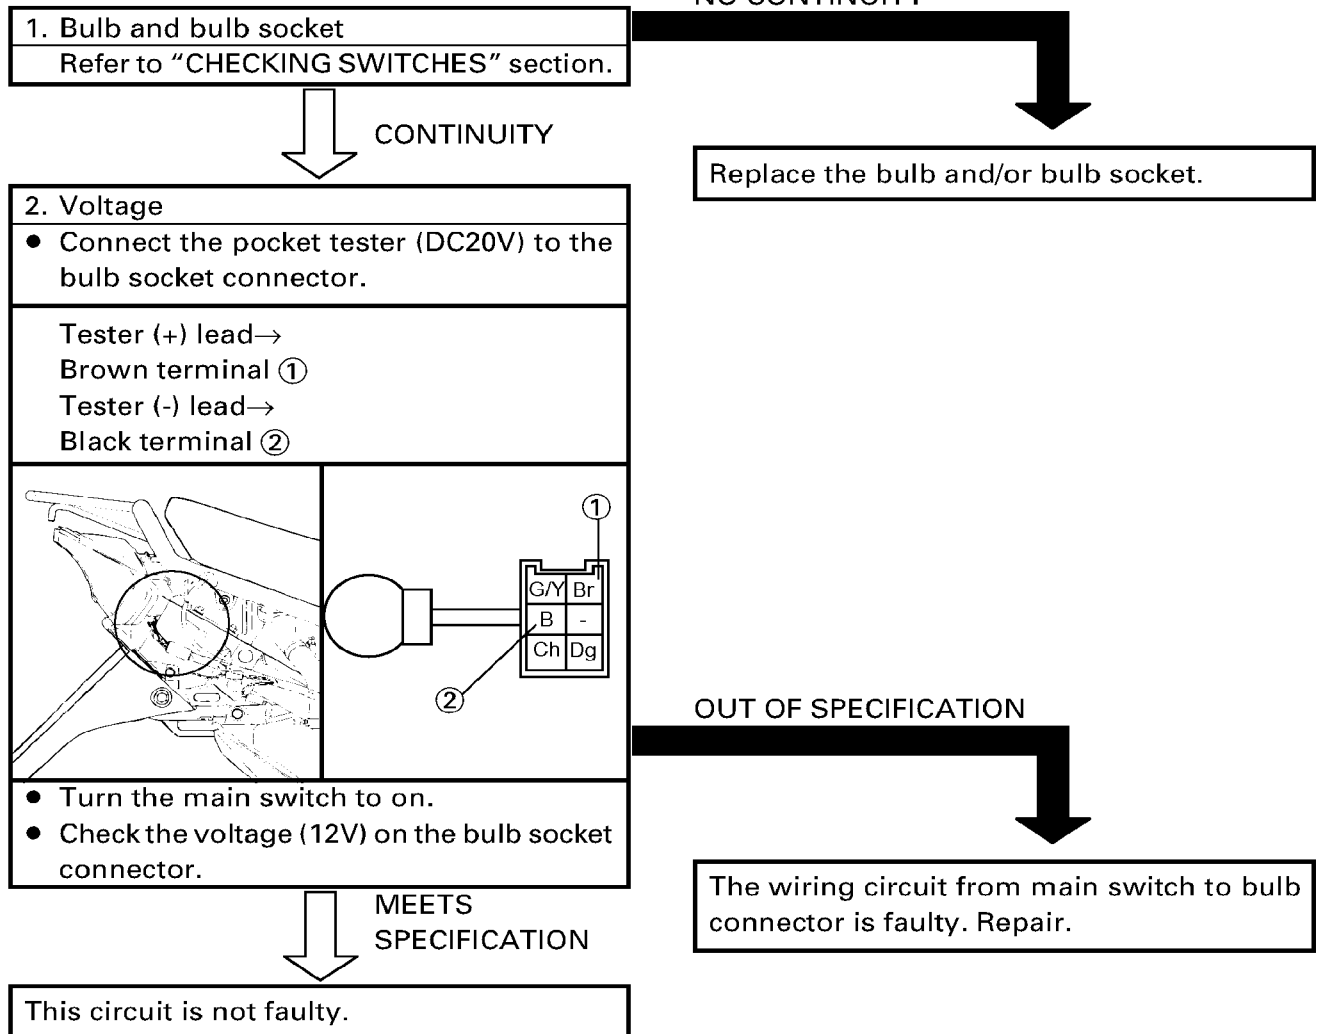 NO CONTINUITY
1. Bulb and bulb socket
Refer to “CHECKING SWITCHES” section.
CONTINUITY
Replace the bulb and/or bulb socket.
2. Voltage
● Connect the pocket tester (DC20V) to the
bulb socket connector.
Tester (+) lead→
Brown terminal ①
Tester (-) lead→
Black terminal ②
①
G/Y Br
B -
Ch Dg
②
OUT OF SPECIFICATION
● Turn the main switch to on.
● Check the voltage (12V) on the bulb socket
connector.
The wiring circuit from main switch to bulb
connector is faulty. Repair.
MEETS
SPECIFICATION
This circuit is not faulty.